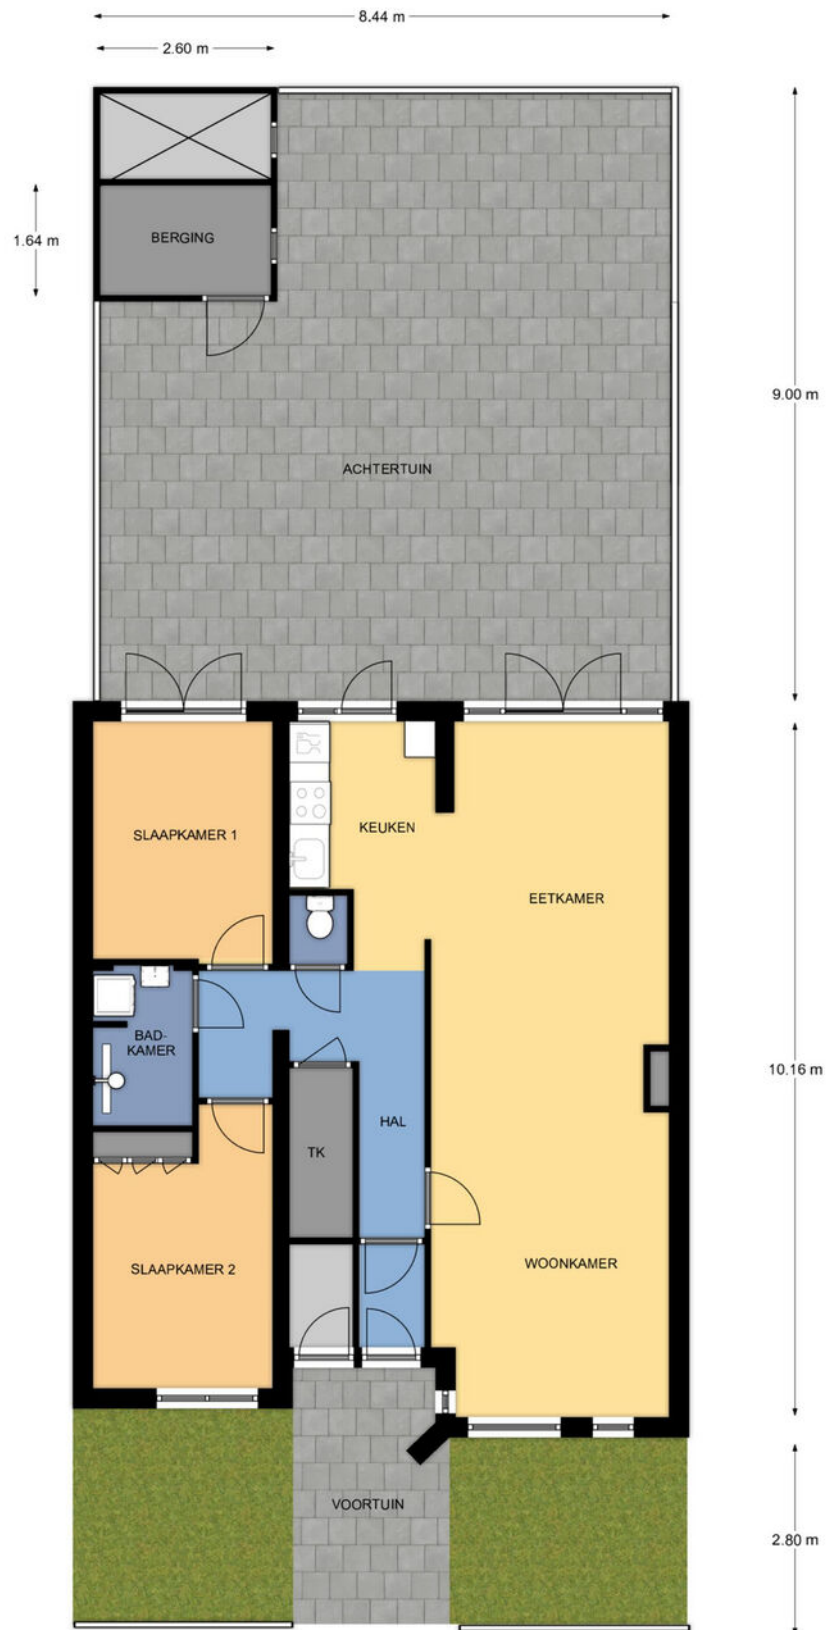 8.44 m
2.60 m
1.64 m
BERGING
9.00 m
ACHTERTUIN
SLAAPKAMER 1
KEUKEN
EETKAMER
BAD-
KAMER
10.16 m
HAL
TK
SLAAPKAMER 2
WOONKAMER
VOORTUIN
2.80 m